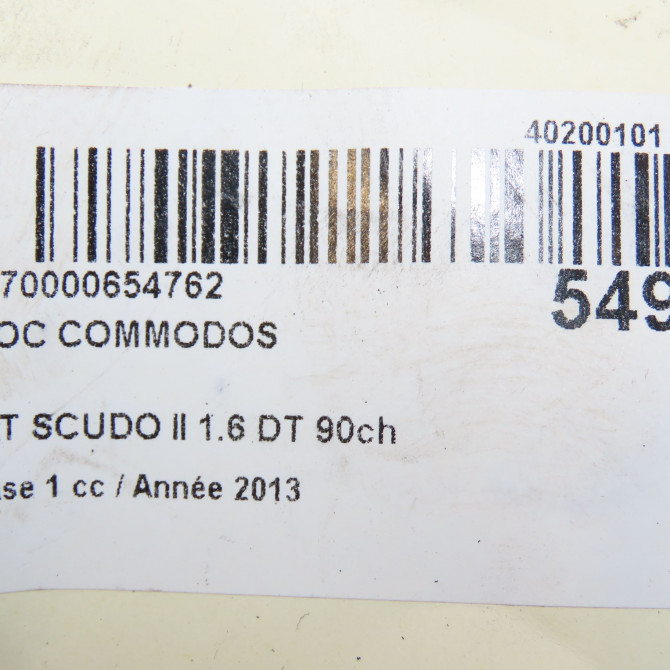 40200101
70000654762
549
OC COMMODOS
T SCUDO II 1.6 DT 90ch
se 1 cc / Année 2013